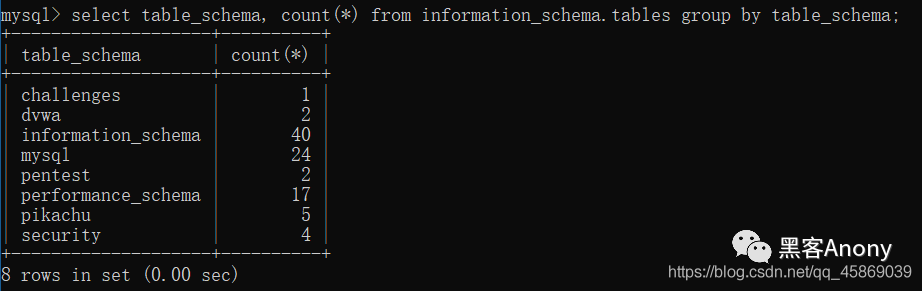 mysql> select table_schema, count(*) from information_schema.tables group by table_schema;
+--------------------+----------+
| table_schema       | count(*) |
+--------------------+----------+
| challenges         |        1 |
| dvwa               |        2 |
| information_schema |       40 |
| mysql              |       24 |
| pentest            |        2 |
| performance_schema |       17 |
| pikachu            |        5 |
| security           |        4 |
+--------------------+----------+
8 rows in set (0.00 sec)
黑客Anony
https://blog.csdn.net/qq_45869039